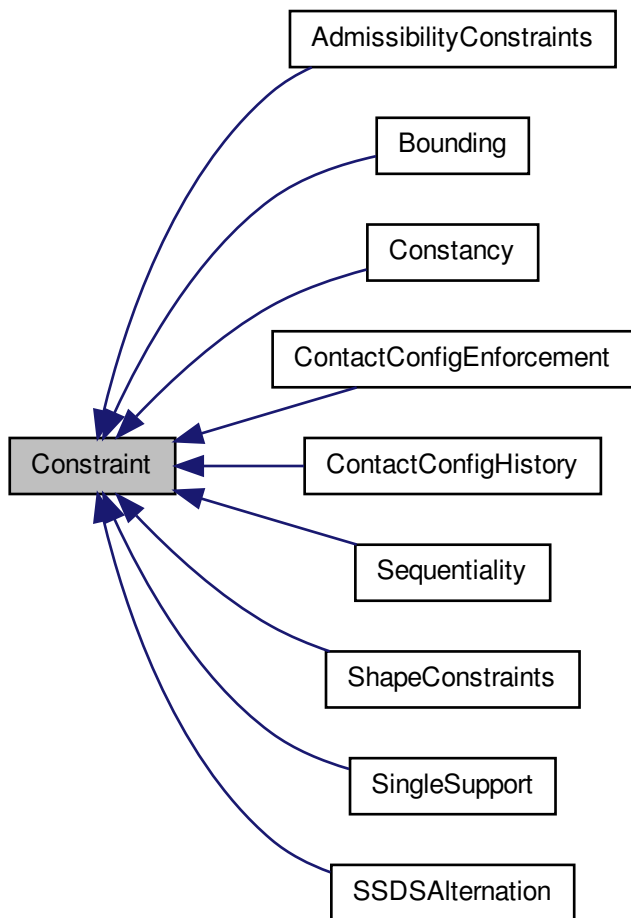 AdmissibilityConstraints
Bounding
Constancy
ContactConfigEnforcement
Constraint
ContactConfigHistory
Sequentiality
ShapeConstraints
SingleSupport
SSDSAlternation